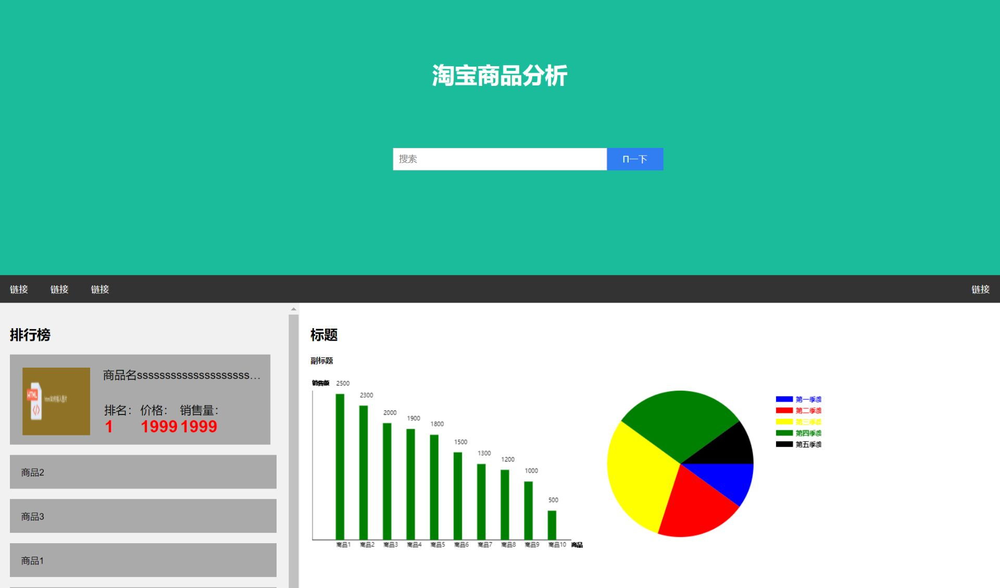 淘宝商品分析
搜索
П一下
链接 链接 链接 链接
排行榜
HTML
商品名ssssssssssssssssssss...
排名： 价格： 销售量：
1 1999 1999
商品2
商品3
商品1
标题
副标题
2500
2300
2000
1900
1800
1500
1300
1200
1000
500
商品1 商品2 商品3 商品4 商品5 商品6 商品7 商品8 商品9 商品10 商品
第一季度
第二季度
第三季度
第四季度
第五季度